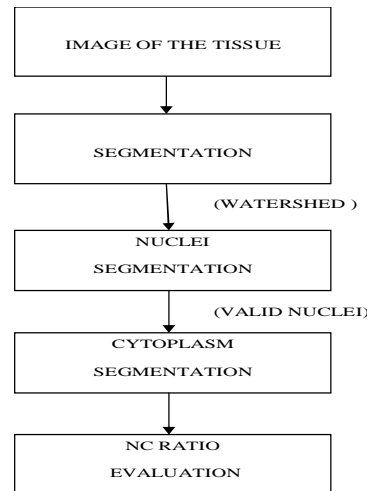 IMAGE OF THE TISSUE
SEGMENTATION
(WATERSHED )
NUCLEI
SEGMENTATION
(VALID NUCLEI)
CYTOPLASM
SEGMENTATION
NC RATIO
EVALUATION